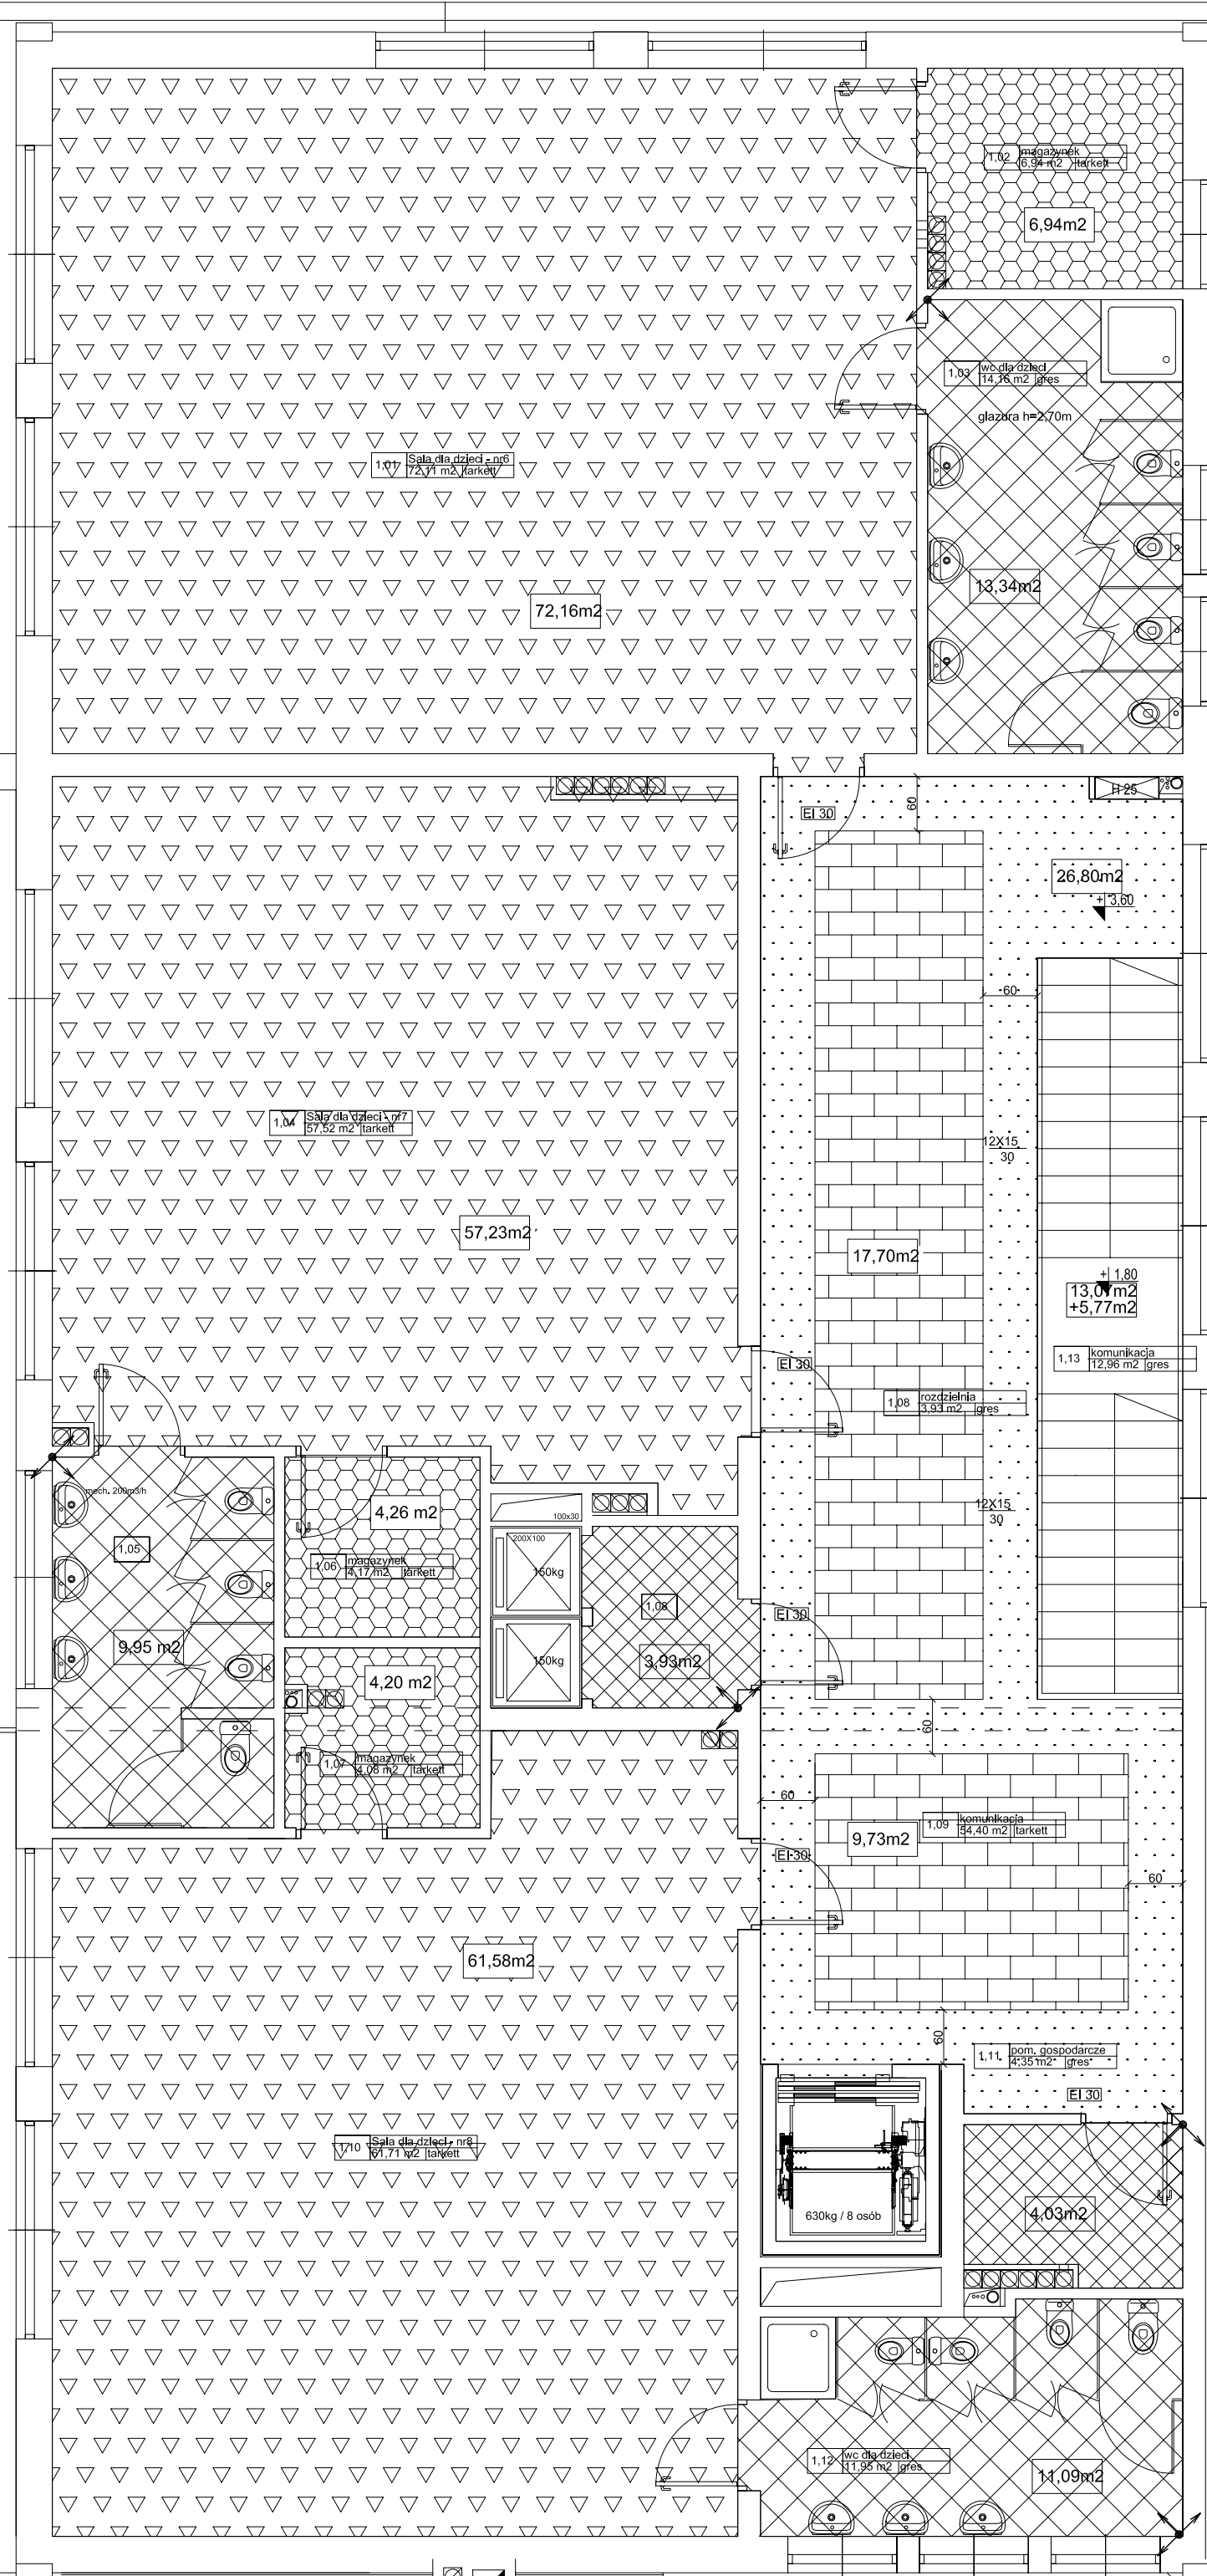 1,02 magazynek
6,94 m2 tarkett
6,94m2
1,03 wc dla dzieci
14,16 m2 gres
glazura h=2,70m
1,01 Sala dla dzieci - nr6
72,11 m2 tarkett
13,34m2
72,16m2
H 25
EI 30
60
26,80m2
+ 3,60
60
1,04 Sala dla dzieci - nr7
57,52 m2 tarkett
12X15
30
57,23m2
17,70m2
+ 1,80
13,07m2
+5,77m2
1,13 komunikacja
12,96 m2 gres
EI 30
1,08 rozdzielnia
3,93 m2 gres
mech. 200m3/h
4,26 m2
100x30
12X15
30
200X100
1,05
1,06 magazynek
4,17 m2 tarkett
150kg
1,08
EI 30
9,95 m2
150kg
3,93m2
4,20 m2
60
1,07 magazynek
4,08 m2 tarkett
60
1,09 komunikacja
54,40 m2 tarkett
9,73m2
EI 30
60
61,58m2
60
1,11 pom. gospodarcze
4,35 m2 gres
EI 30
1,10 Sala dla dzieci - nr8
61,71 m2 tarkett
4,03m2
630kg / 8 osób
1,12 wc dla dzieci
11,95 m2 gres
11,09m2